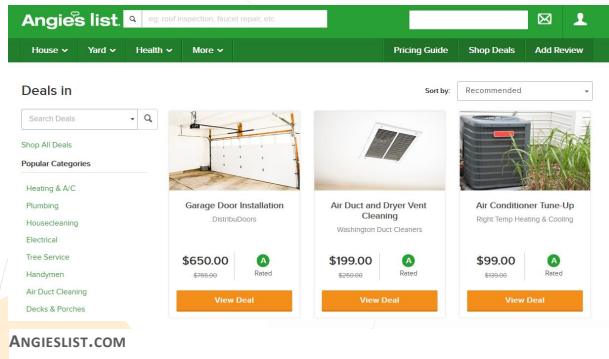 Angie's list.
eg: roof inspection, faucet repair, etc.
House Yard Health More Pricing Guide Shop Deals Add Review
Deals in
Sort by: Recommended
Search Deals
Shop All Deals
Popular Categories
Heating & A/C
Plumbing
Housecleaning
Electrical
Tree Service
Handymen
Air Duct Cleaning
Decks & Porches
Garage Door Installation
DistribuDoors
$650.00
$765.00
A
Rated
View Deal
Air Duct and Dryer Vent
Cleaning
Washington Duct Cleaners
$199.00
$250.00
A
Rated
View Deal
Air Conditioner Tune-Up
Right Temp Heating & Cooling
$99.00
$139.00
A
Rated
View Deal
ANGIESLIST.COM